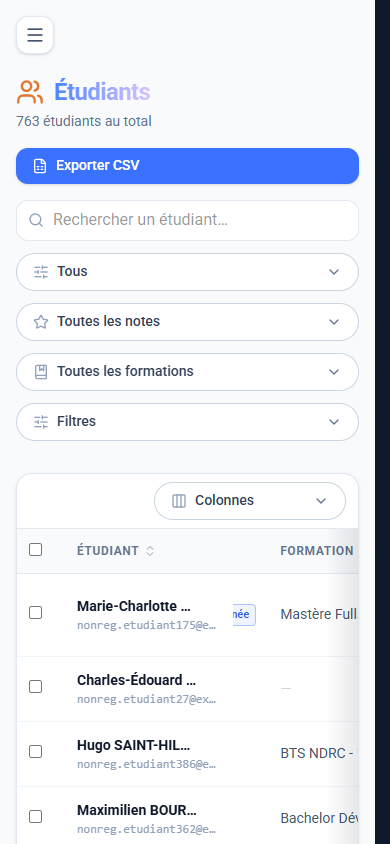 Étudiants
763 étudiants au total
Exporter CSV
Rechercher un étudiant...
Tous
Toutes les notes
Toutes les formations
Filtres
Colonnes
ÉTUDIANT FORMATION
Marie-Charlotte ...
née Mastère Full
nonreg.etudiant175@e...
Charles-Édouard ...
—
nonreg.etudiant27@ex...
Hugo SAINT-HIL...
BTS NDRC -
nonreg.etudiant386@e...
Maximilien BOUR...
Bachelor Dév
nonreg.etudiant362@e...